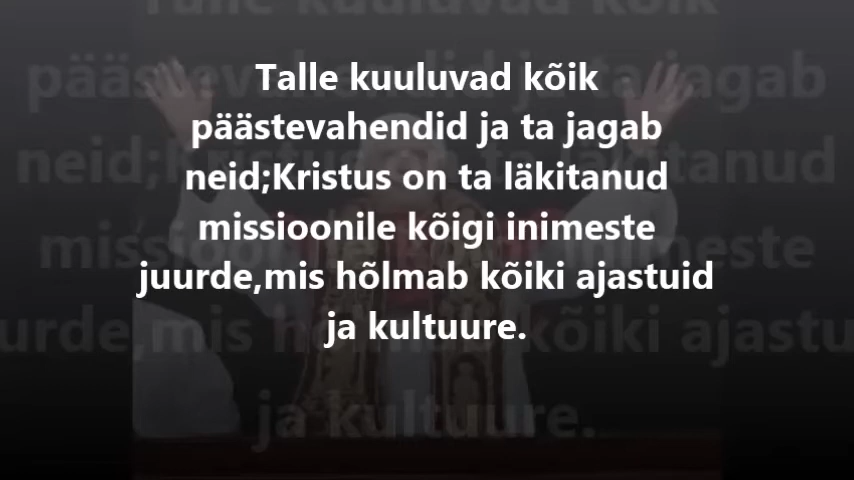 Talle kuuluvad kõik
päästevahendid ja ta jagab
neid;Kristus on ta läkitanud
missioonile kõigi inimeste
juurde,mis hõlmab kõiki ajastuid
ja kultuure.